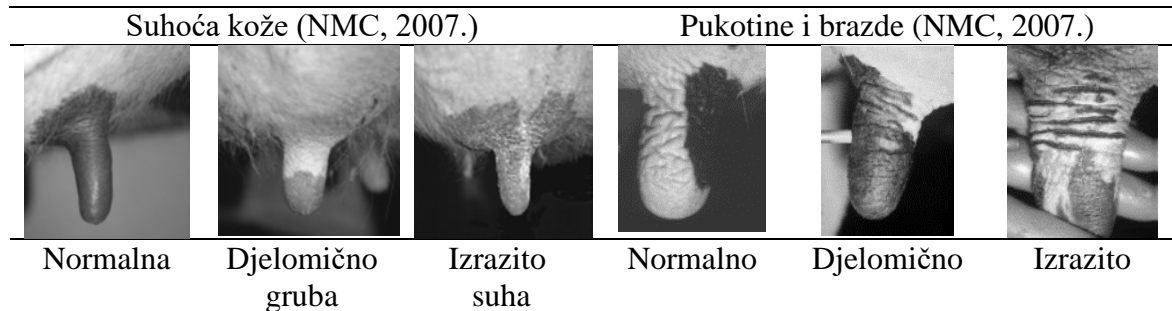 Suhoća kože (NMC, 2007.) Pukotine i brazde (NMC, 2007.)
Normalna Djelomično Izrazito Normalno Djelomično Izrazito
gruba suha